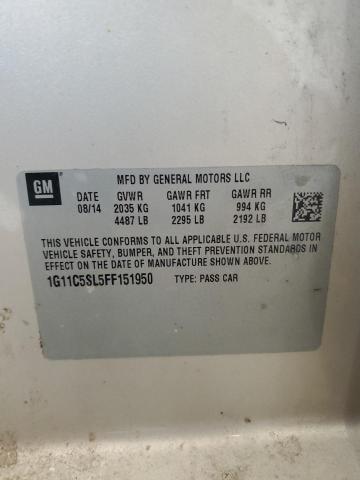 GM
MFD BY GENERAL MOTORS LLC
DATE GVWR GAWR FRT GAWR RR
08/14 2035 KG 1041 KG 994 KG
4487 LB 2295 LB 2192 LB
THIS VEHICLE CONFORMS TO ALL APPLICABLE U.S. FEDERAL MOTOR
VEHICLE SAFETY, BUMPER, AND THEFT PREVENTION STANDARDS IN
EFFECT ON THE DATE OF MANUFACTURE SHOWN ABOVE.
1G11C5SL5FF151950 TYPE: PASS CAR